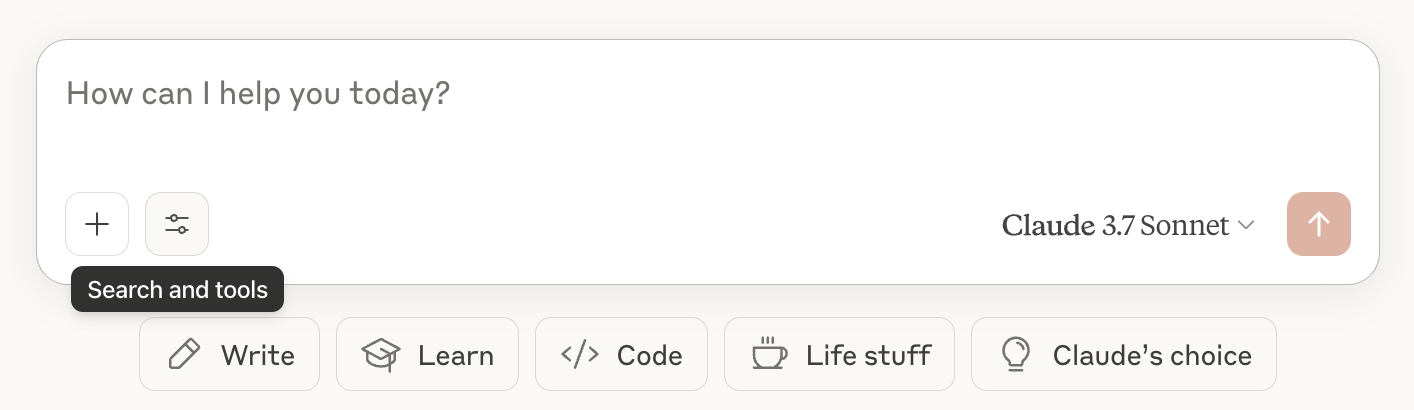 How can I help you today?
Claude 3.7 Sonnet
Search and tools
Write
Learn
Code
Life stuff
Claude’s choice